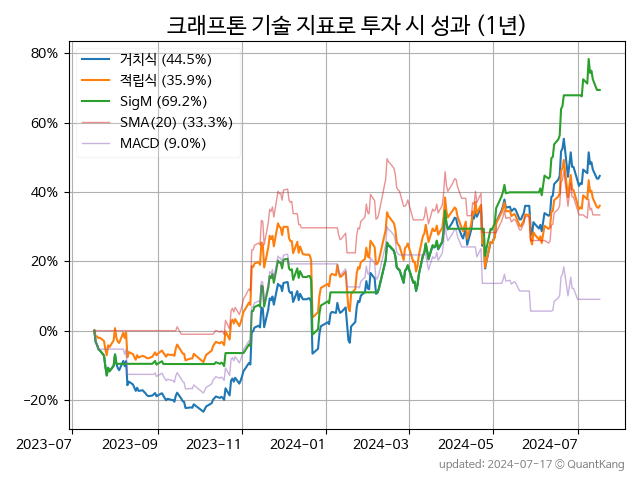 크래프톤 기술 지표로 투자 시 성과 (1년)
거치식 (44.5%)
적립식 (35.9%)
SigM (69.2%)
SMA(20) (33.3%)
MACD (9.0%)
80%
60%
40%
20%
0%
−20%
2023-07 2023-09 2023-11 2024-01 2024-03 2024-05 2024-07
updated: 2024-07-17 © QuantKang